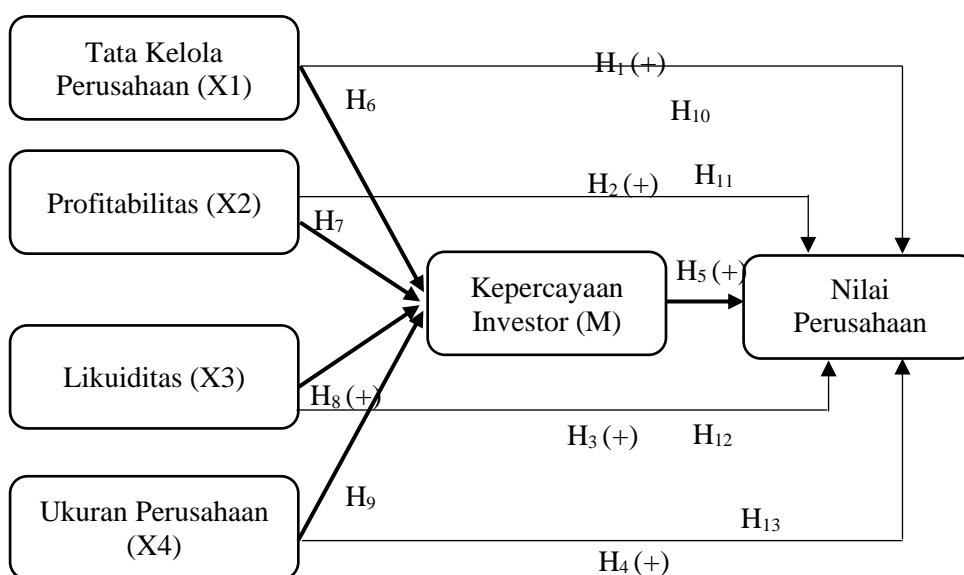 Tata Kelola
Perusahaan (X1)
H₁ (+)
H₆
H₁₀
Profitabilitas (X2)
H₂ (+)
H₁₁
H₇
Kepercayaan
Investor (M)
H₅ (+)
Nilai
Perusahaan
Likuiditas (X3)
H₈ (+)
H₃ (+)
H₁₂
Ukuran Perusahaan
(X4)
H₉
H₁₃
H₄ (+)